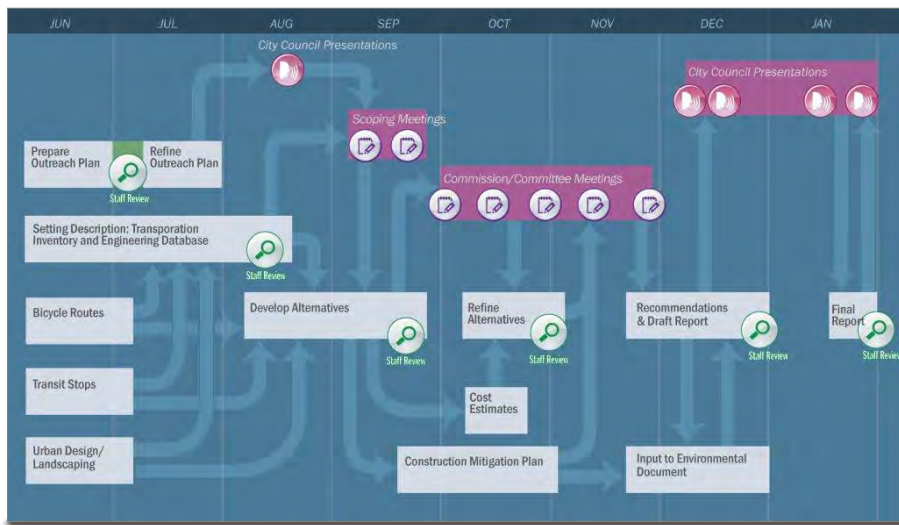 JUN JUL AUG SEP OCT NOV DEC JAN
City Council Presentations
City Council Presentations
Scoping Meetings
Prepare
Outreach Plan
Refine
Outreach Plan
Staff Review
Commission/Committee Meetings
Setting Description: Transporation
Inventory and Engineering Database
Staff Review
Bicycle Routes
Develop Alternatives
Staff Review
Refine
Alternatives
Staff Review
Recommendations
& Draft Report
Staff Review
Final
Report
Staff Review
Transit Stops
Cost
Estimates
Urban Design/
Landscaping
Construction Mitigation Plan
Input to Environmental
Document